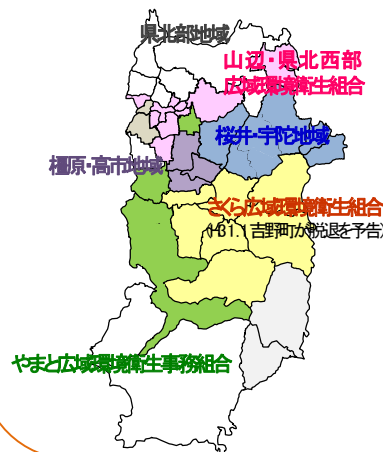 県北部地域
山辺・県北西部
広域環境衛生組合
桜井・宇陀地域
橿原・高市地域
さくら広域環境衛生組合
(H31.1吉野町が脱退を予告)
やまと広域環境衛生事務組合